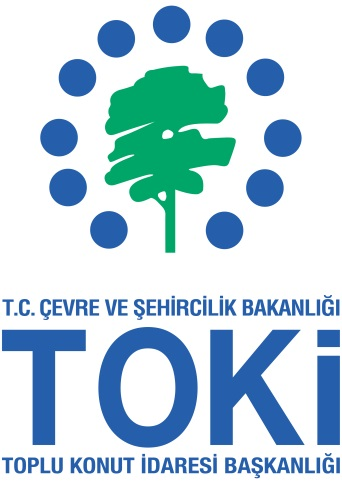 T.C. ÇEVRE VE ŞEHİRCİLİK BAKANLIĞI
TOKi
TOPLU KONUT İDARESİ BAŞKANLIĞI